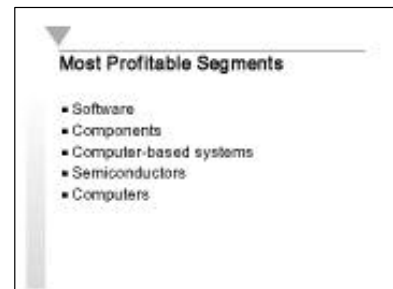 Most Profitable Segments
▪ Software
▪ Components
▪ Computer-based systems
▪ Semiconductors
▪ Computers